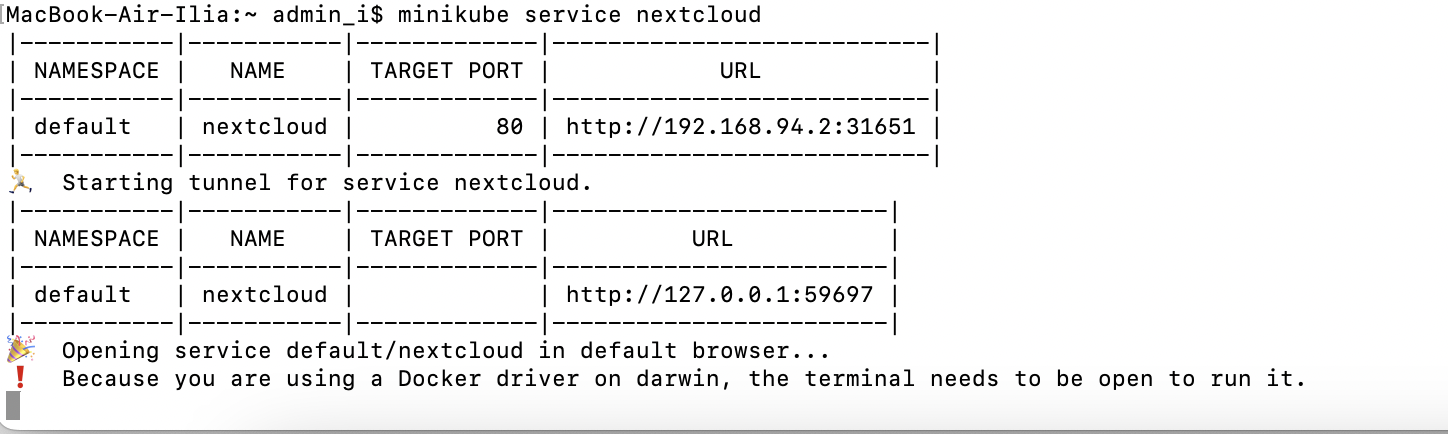 [MacBook-Air-Ilia:~ admin_i$ minikube service nextcloud
|-----------|-----------|-------------|---------------------------|
| NAMESPACE |   NAME    | TARGET PORT |            URL            |
|-----------|-----------|-------------|---------------------------|
| default   | nextcloud |          80 | http://192.168.94.2:31651 |
|-----------|-----------|-------------|---------------------------|
🏃  Starting tunnel for service nextcloud.
|-----------|-----------|-------------|------------------------|
| NAMESPACE |   NAME    | TARGET PORT |          URL           |
|-----------|-----------|-------------|------------------------|
| default   | nextcloud |             | http://127.0.0.1:59697 |
|-----------|-----------|-------------|------------------------|
🎉  Opening service default/nextcloud in default browser...
❗  Because you are using a Docker driver on darwin, the terminal needs to be open to run it.